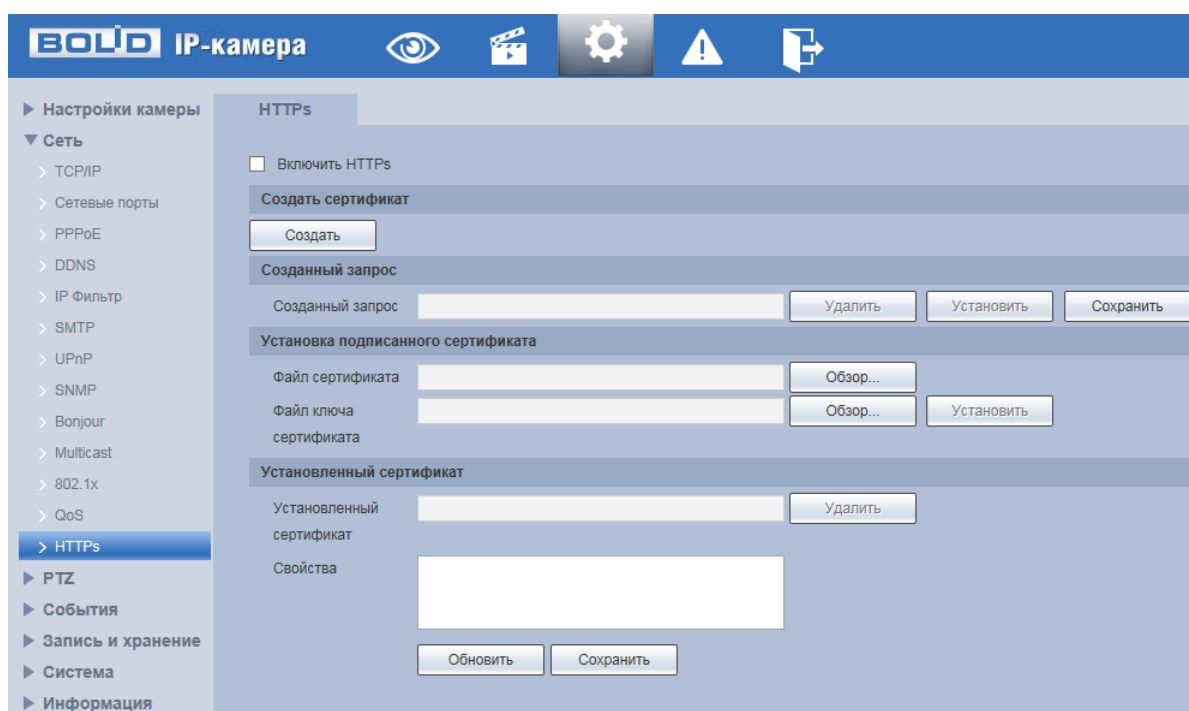 BOLID IP-камера
Настройки камеры
Сеть
TCP/IP
Сетевые порты
PPPoE
DDNS
IP Фильтр
SMTP
UPnP
SNMP
Bonjour
Multicast
802.1x
QoS
HTTPs
PTZ
События
Запись и хранение
Система
Информация
HTTPs
Включить HTTPs
Создать сертификат
Создать
Созданный запрос
Созданный запрос Удалить Установить Сохранить
Установка подписанного сертификата
Файл сертификата Обзор...
Файл ключа Обзор... Установить
сертификата
Установленный сертификат
Установленный Удалить
сертификат
Свойства
Обновить Сохранить